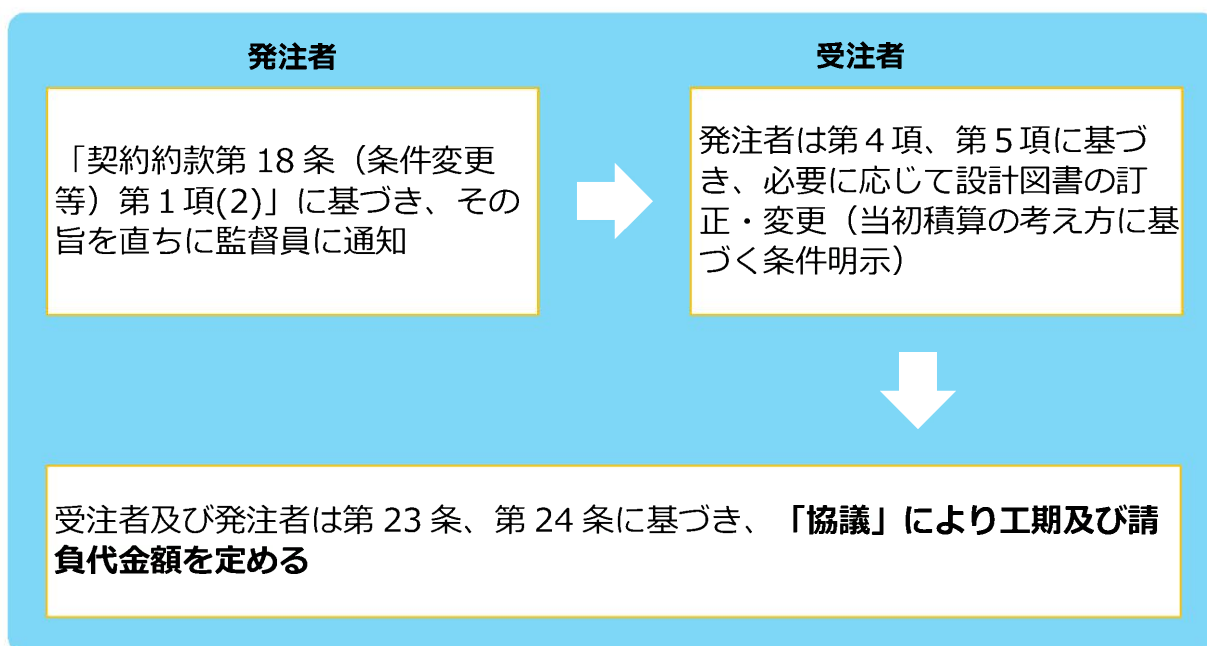 発注者
受注者
「契約約款第 18 条（条件変更
等）第１項(2)」に基づき、その
旨を直ちに監督員に通知
発注者は第４項、第５項に基づ
き、必要に応じて設計図書の訂
正・変更（当初積算の考え方に基
づく条件明示）
受注者及び発注者は第 23 条、第 24 条に基づき、「協議」により工期及び請
負代金額を定める